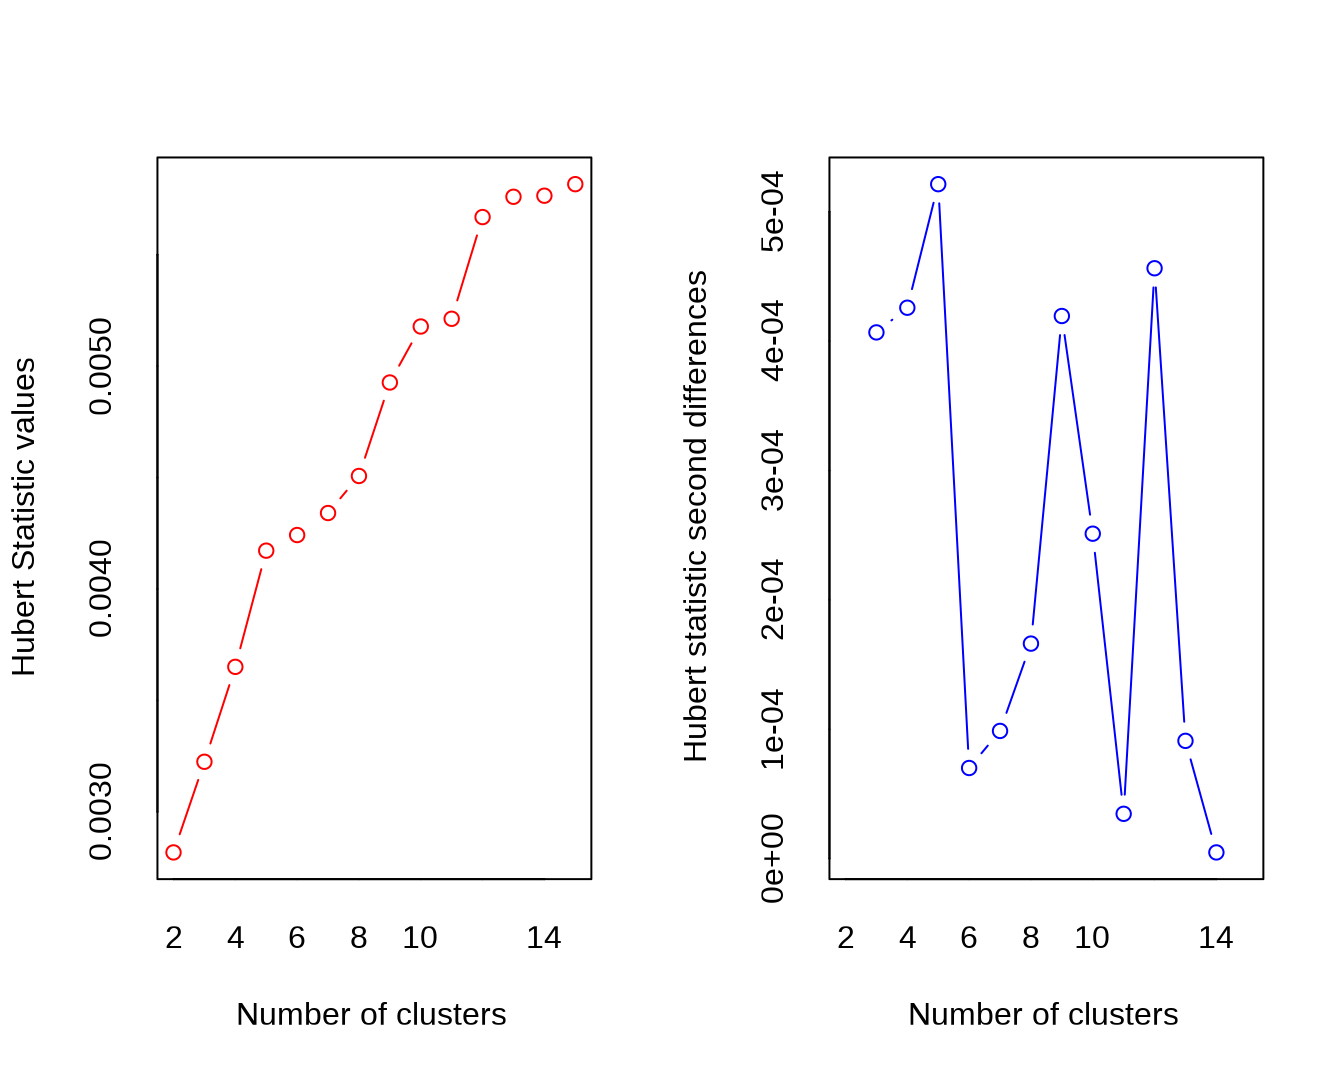 Hubert Statistic values
0.0050
0.0040
0.0030
2 4 6 8 10 14
Number of clusters
Hubert statistic second differences
5e-04
4e-04
3e-04
2e-04
1e-04
0e+00
2 4 6 8 10 14
Number of clusters